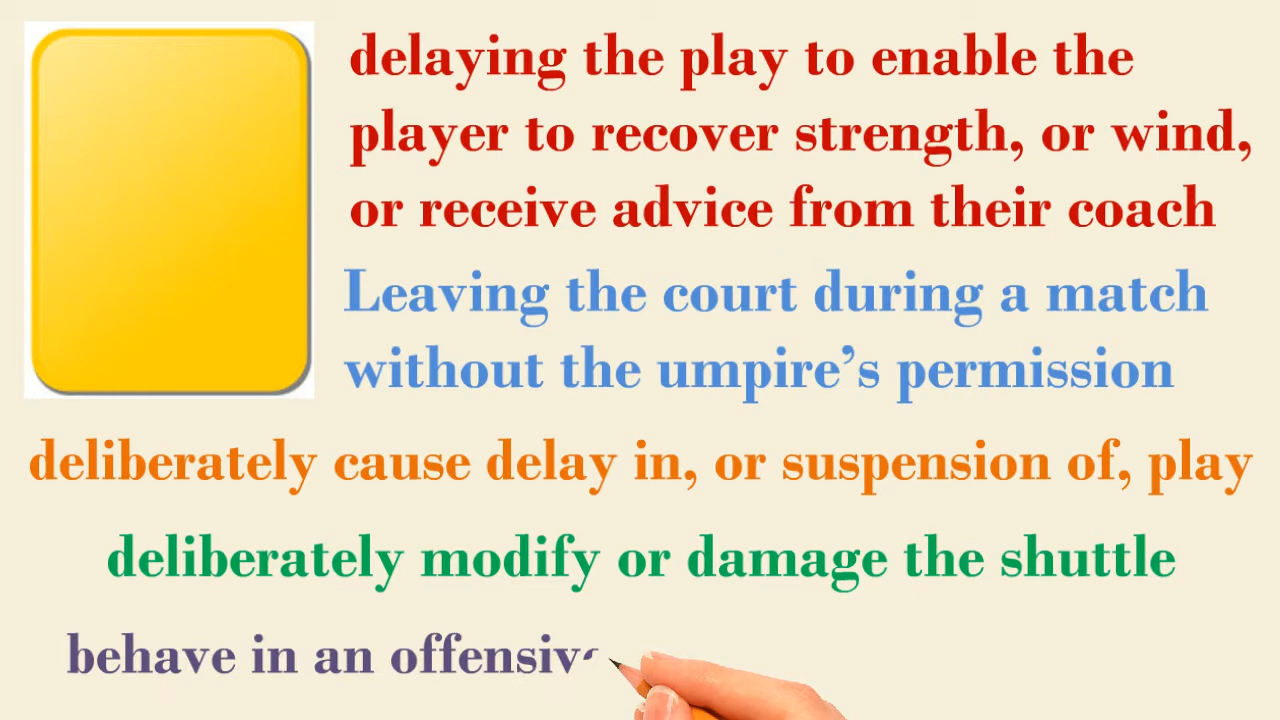 delaying the play to enable the
player to recover strength, or wind,
or receive advice from their coach
Leaving the court during a match
without the umpire’s permission
deliberately cause delay in, or suspension of, play
deliberately modify or damage the shuttle
behave in an